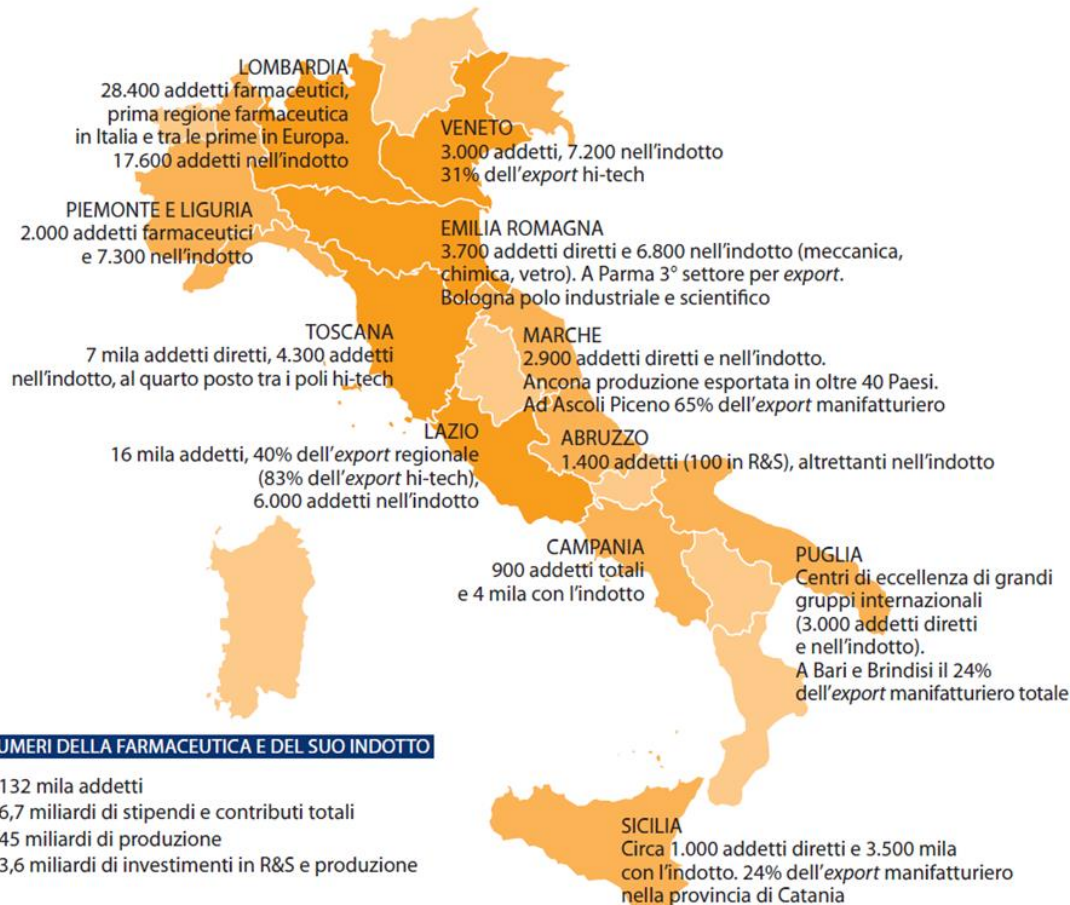 LOMBARDIA
28.400 addetti farmaceutici,
prima regione farmaceutica
in Italia e tra le prime in Europa.
17.600 addetti nell'indotto
VENETO
3.000 addetti, 7.200 nell'indotto
31% dell'export hi-tech
PIEMONTE E LIGURIA
2.000 addetti farmaceutici
e 7.300 nell'indotto
EMILIA ROMAGNA
3.700 addetti diretti e 6.800 nell'indotto (meccanica,
chimica, vetro). A Parma 3° settore per export.
Bologna polo industriale e scientifico
TOSCANA
7 mila addetti diretti, 4.300 addetti
nell'indotto, al quarto posto tra i poli hi-tech
MARCHE
2.900 addetti diretti e nell'indotto.
Ancona produzione esportata in oltre 40 Paesi.
Ad Ascoli Piceno 65% dell'export manifatturiero
LAZIO
16 mila addetti, 40% dell'export regionale
(83% dell'export hi-tech),
6.000 addetti nell'indotto
ABRUZZO
1.400 addetti (100 in R&S), altrettanti nell'indotto
CAMPANIA
900 addetti totali
e 4 mila con l'indotto
PUGLIA
Centri di eccellenza di grandi
gruppi internazionali
(3.000 addetti diretti
e nell'indotto).
A Bari e Brindisi il 24%
dell'export manifatturiero totale
UMERI DELLA FARMACEUTICA E DEL SUO INDOTTO
132 mila addetti
6,7 miliardi di stipendi e contributi totali
45 miliardi di produzione
3,6 miliardi di investimenti in R&S e produzione
SICILIA
Circa 1.000 addetti diretti e 3.500 mila
con l'indotto. 24% dell'export manifatturiero
nella provincia di Catania